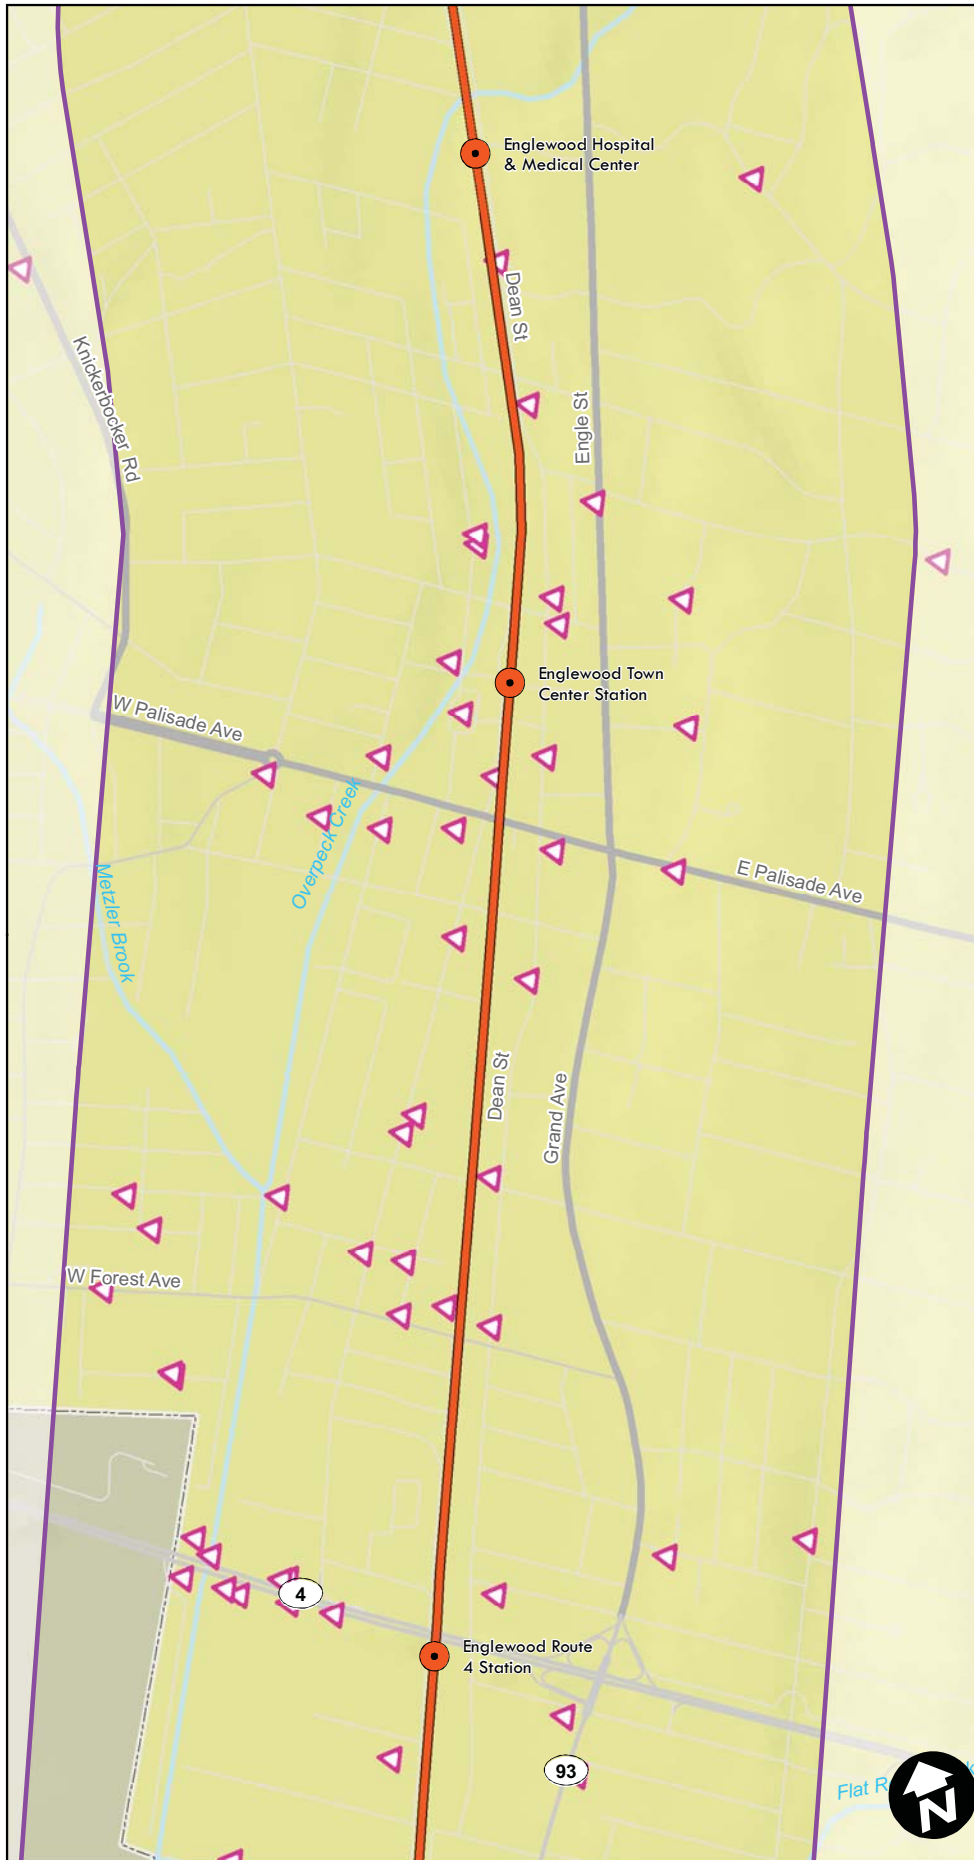 Englewood Hospital
& Medical Center
Dean St
Knickerbocker Rd
Engle St
Englewood Town
Center Station
W Palisade Ave
Overpeck Creek
E Palisade Ave
Metzler Brook
Dean St
Grand Ave
W Forest Ave
4
Englewood Route
4 Station
93
Flat
N